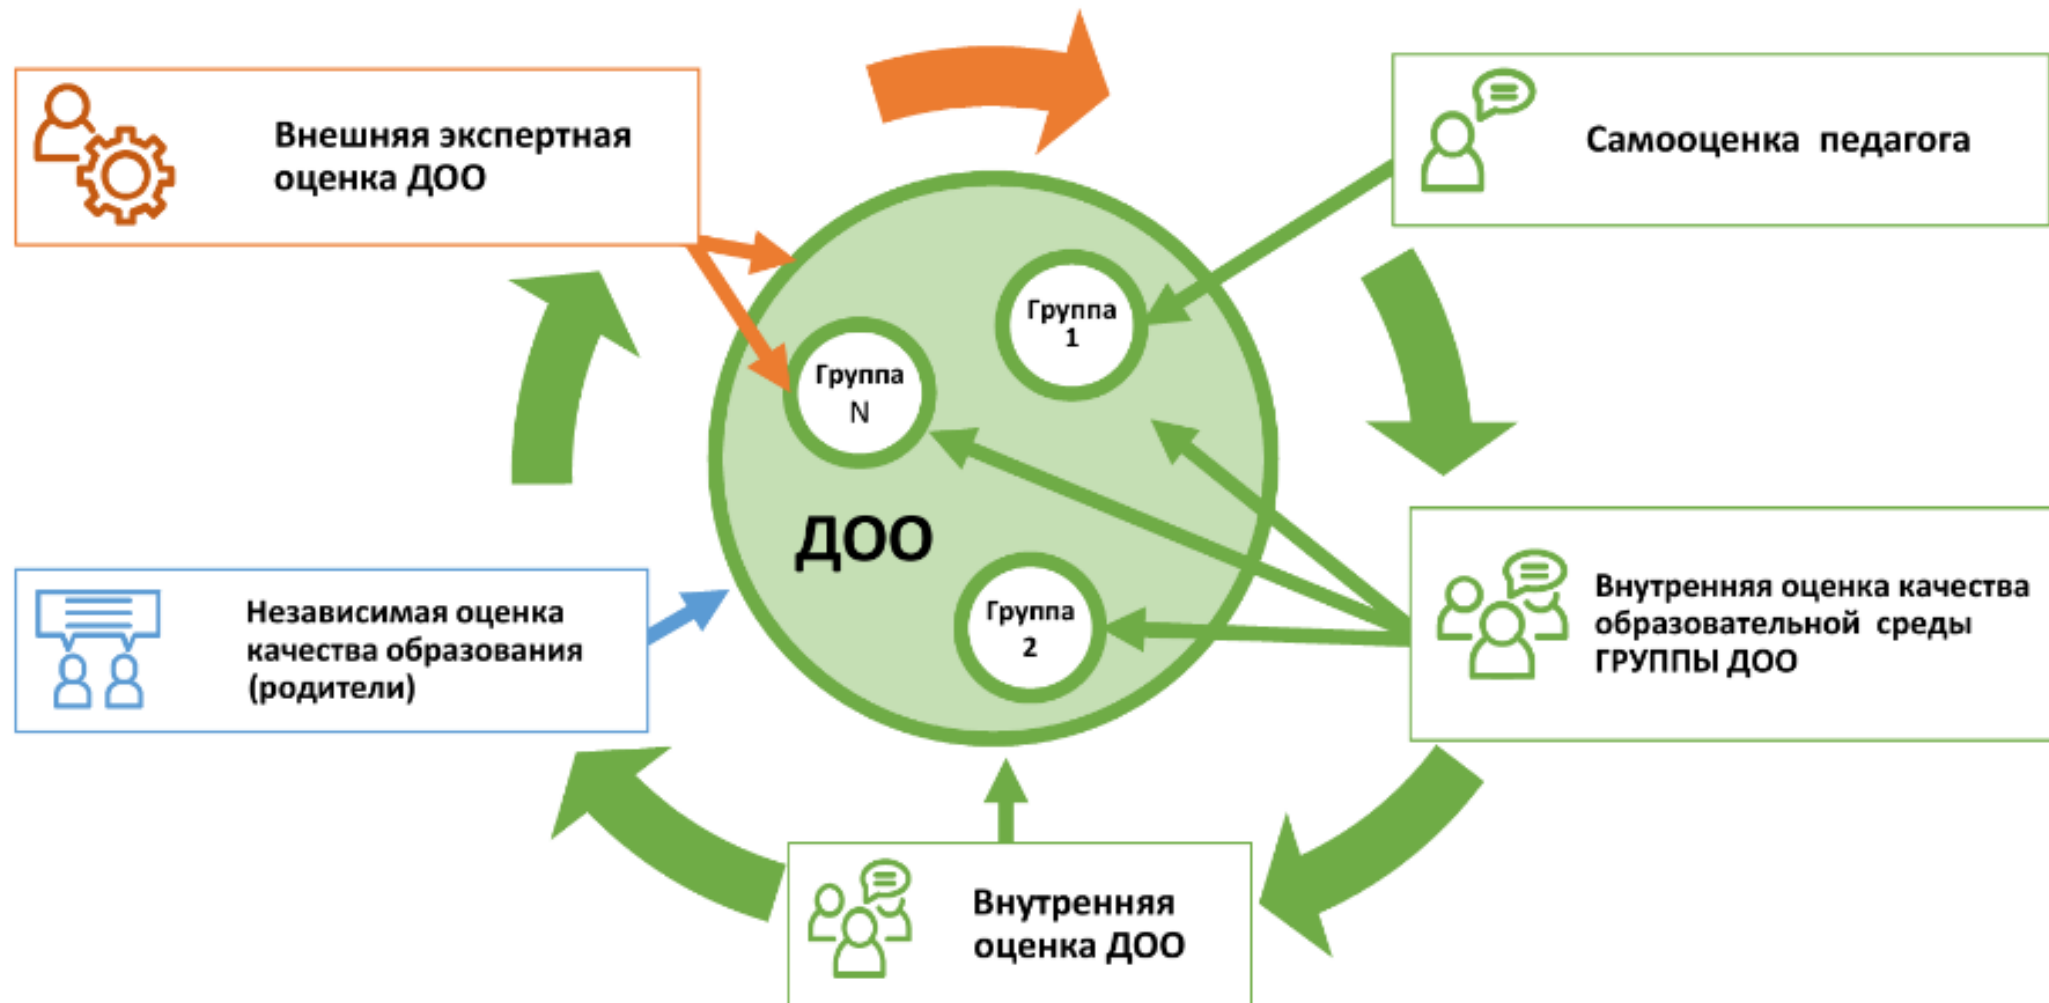 Внешняя экспертная
оценка ДОО
Самооценка педагога
Группа
1
Группа
N
ДОО
Группа
2
Независимая оценка
качества образования
(родители)
Внутренняя оценка качества
образовательной среды
ГРУППЫ ДОО
Внутренняя
оценка ДОО